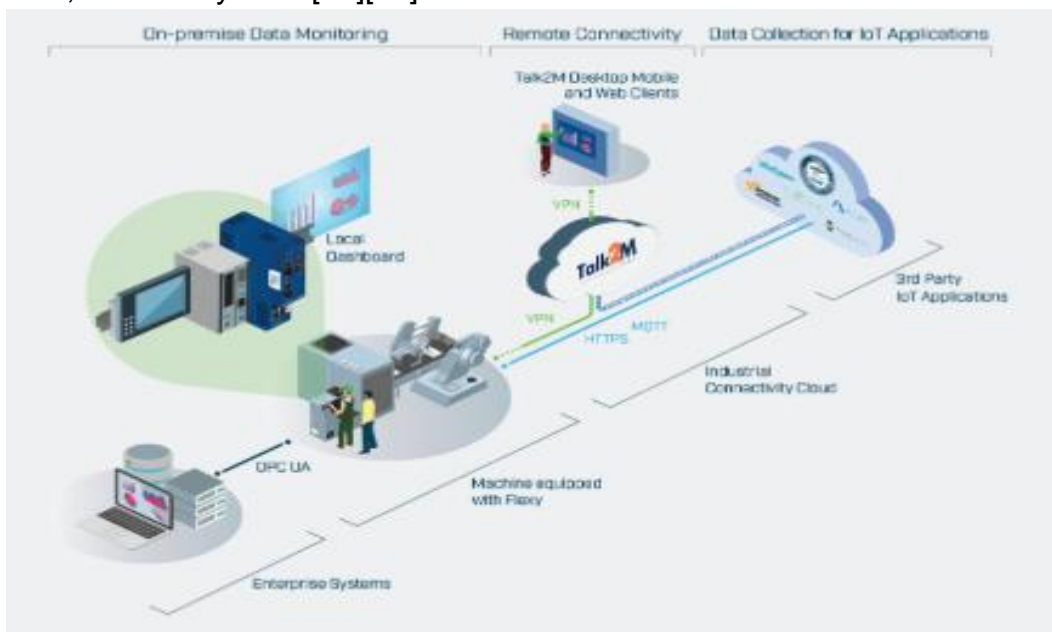 On-premise Data Monitoring
Remote Connectivity
Data Collection for IoT Applications
Talk2M Desktop Mobile
and Web Clients
VPN
Local
Dashboard
Talk2M
VPN
HTTPS
MQTT
3rd Party
IoT Applications
Industrial
Connectivity Cloud
OPC UA
Machine equipped
with Flexy
Enterprise Systems